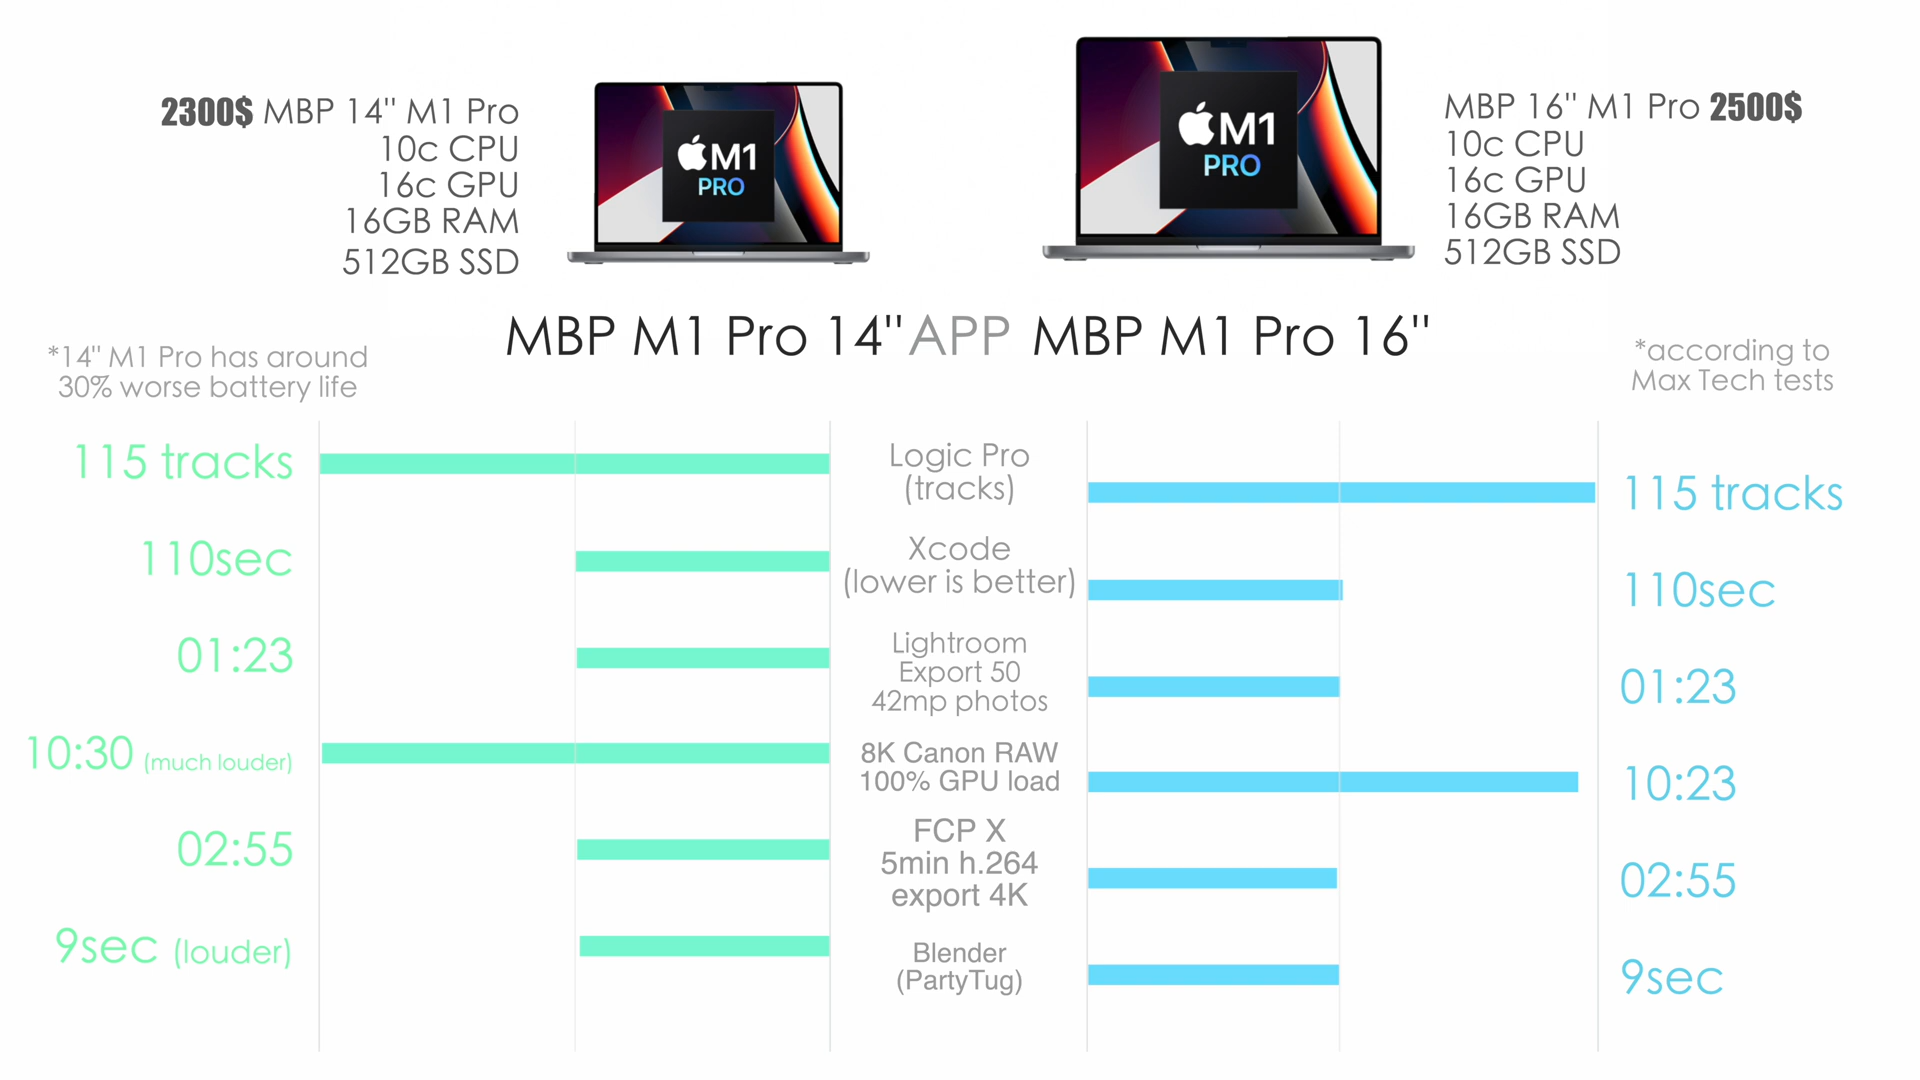 2300$ MBP 14" M1 Pro
10c CPU
16c GPU
16GB RAM
512GB SSD
M1
PRO
M1
PRO
MBP 16" M1 Pro 2500$
10c CPU
16c GPU
16GB RAM
512GB SSD
MBP M1 Pro 14" APP MBP M1 Pro 16"
*14" M1 Pro has around
30% worse battery life
*according to
Max Tech tests
115 tracks
Logic Pro
(tracks)
115 tracks
110sec
Xcode
(lower is better)
110sec
01:23
Lightroom
Export 50
42mp photos
01:23
10:30 (much louder)
8K Canon RAW
100% GPU load
10:23
02:55
FCP X
5min h.264
export 4K
02:55
9sec (louder)
Blender
(PartyTug)
9sec